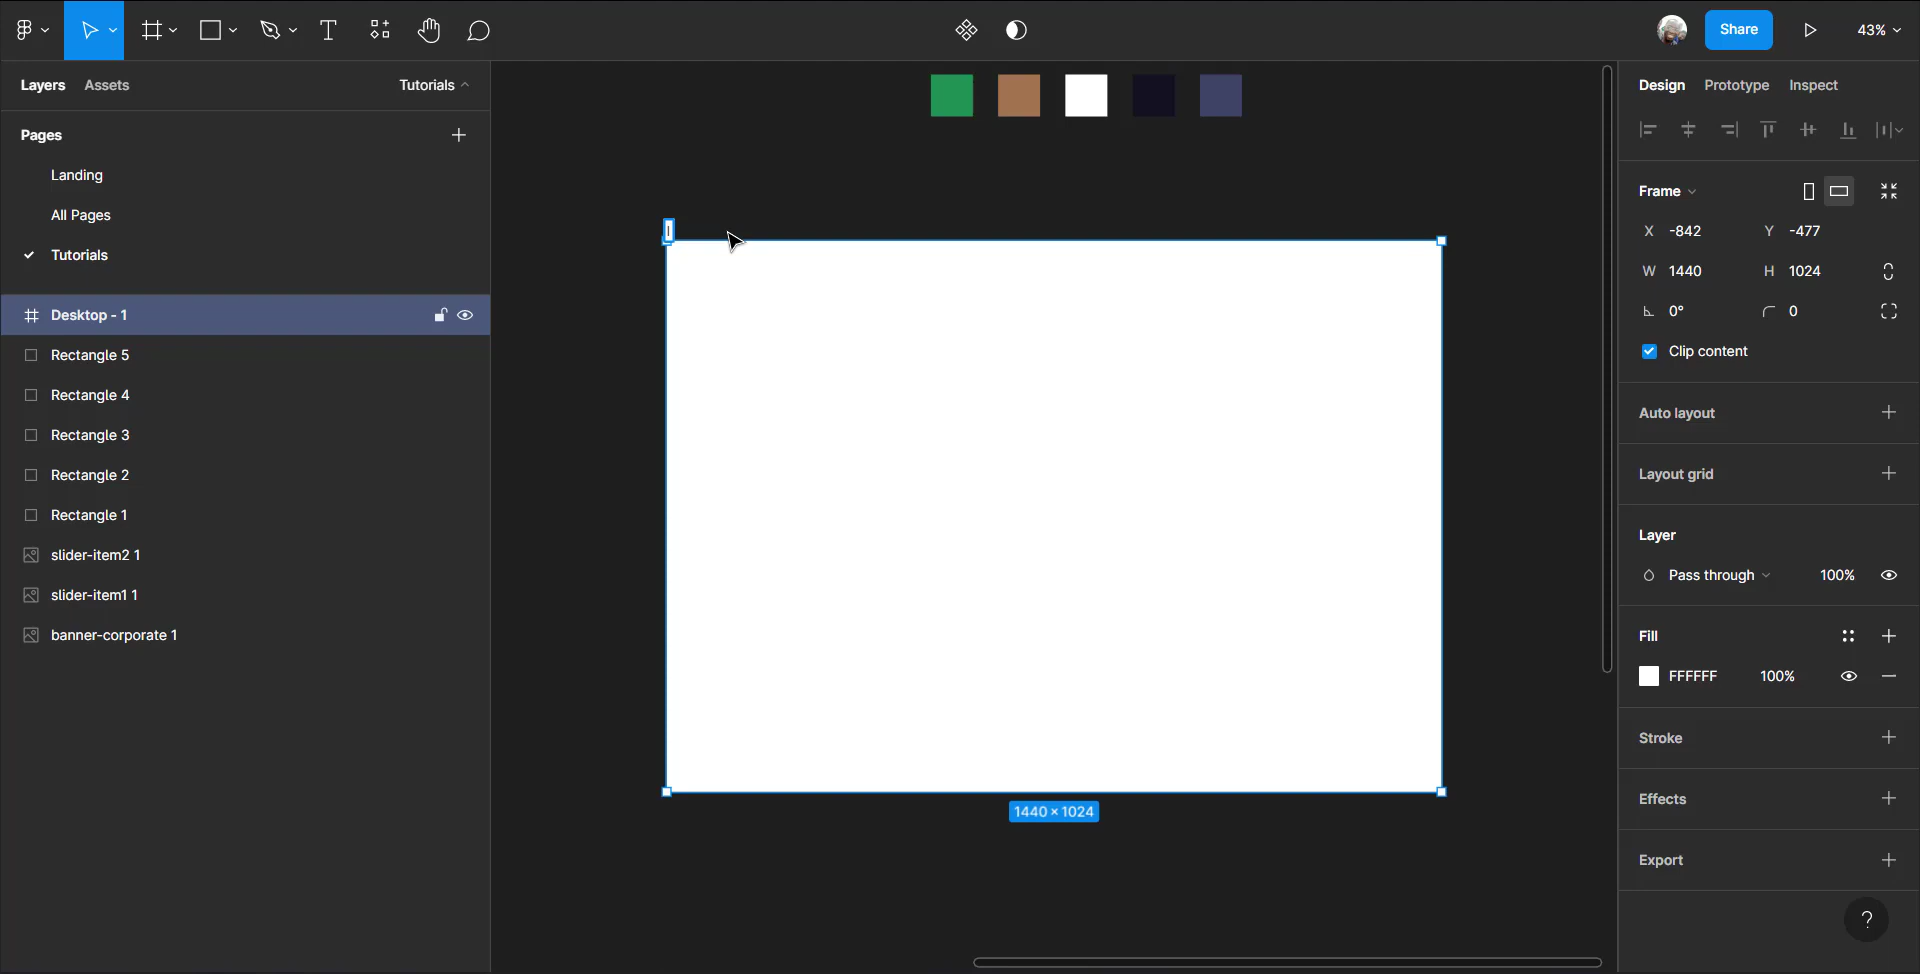 Share
43%
Layers
Assets
Tutorials
Pages
Landing
All Pages
Tutorials
Desktop - 1
Rectangle 5
Rectangle 4
Rectangle 3
Rectangle 2
Rectangle 1
slider-item2 1
slider-item1 1
banner-corporate 1
1440 × 1024
Design
Prototype
Inspect
Frame
X -842
Y -477
W 1440
H 1024
0°
0
Clip content
Auto layout
Layout grid
Layer
Pass through
100%
Fill
FFFFFF
100%
Stroke
Effects
Export
?